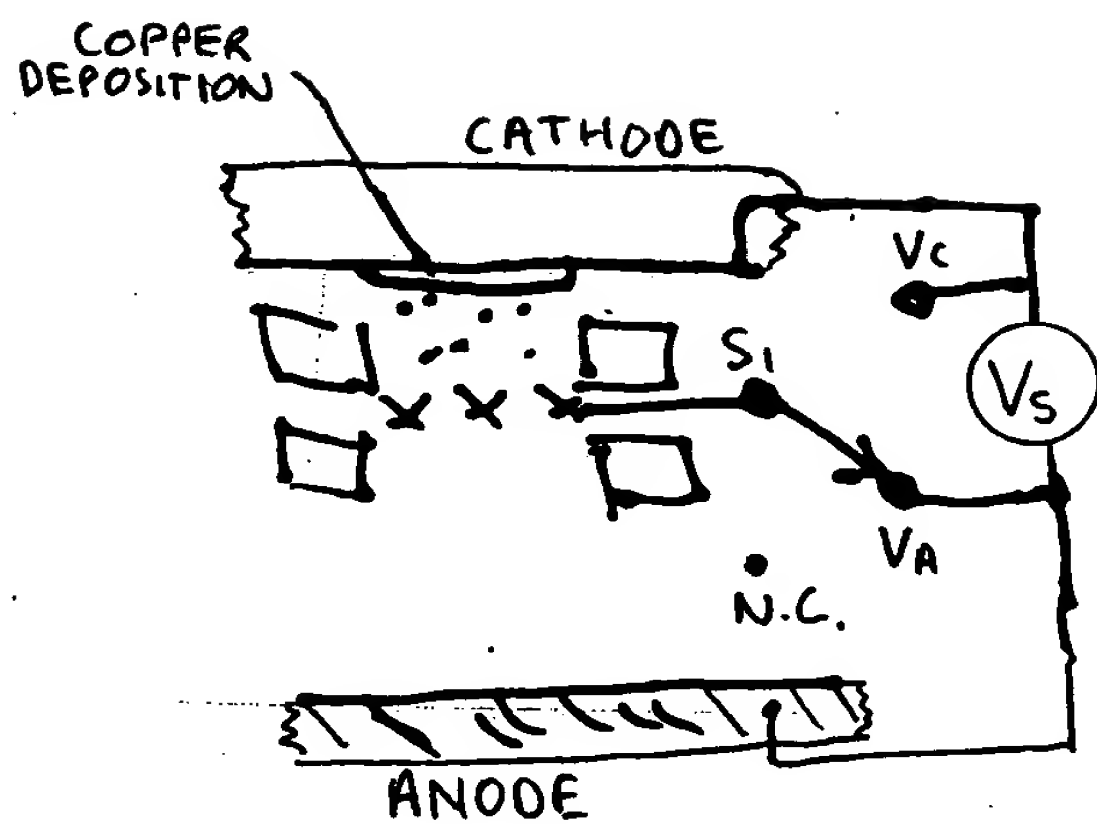 COPPER
DEPOSITION
CATHODE
VC
S1
VS
VA
N.C.
ANODE